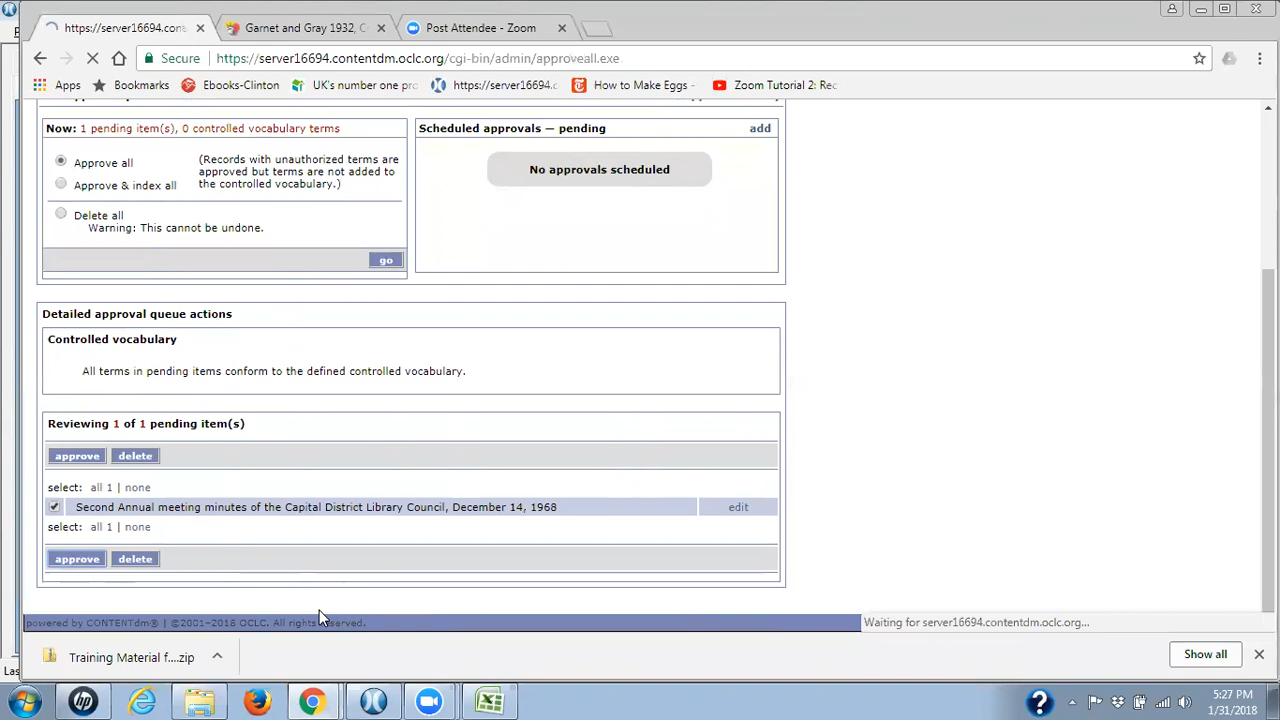 https://server16694.cont
Garnet and Gray 1932, C
Post Attendee - Zoom
Secure
https://server16694.contentdm.oclc.org/cgi-bin/admin/approveall.exe
Apps
Bookmarks
Ebooks-Clinton
UK's number one pro
https://server16694.c
How to Make Eggs -
Zoom Tutorial 2: Rec
Now: 1 pending item(s), 0 controlled vocabulary terms
Approve all
(Records with unauthorized terms are
approved but terms are not added to
the controlled vocabulary.)
Approve & index all
Delete all
Warning: This cannot be undone.
go
Scheduled approvals — pending
add
No approvals scheduled
Detailed approval queue actions
Controlled vocabulary
All terms in pending items conform to the defined controlled vocabulary.
Reviewing 1 of 1 pending item(s)
approve delete
select: all 1 | none
Second Annual meeting minutes of the Capital District Library Council, December 14, 1968 edit
select: all 1 | none
approve delete
powered by CONTENTdm® | ©2001-2016 OCLC. All rights reserved.
Waiting for server16694.contentdm.oclc.org...
Training Material f....zip
Show all
5:27 PM
1/31/2018